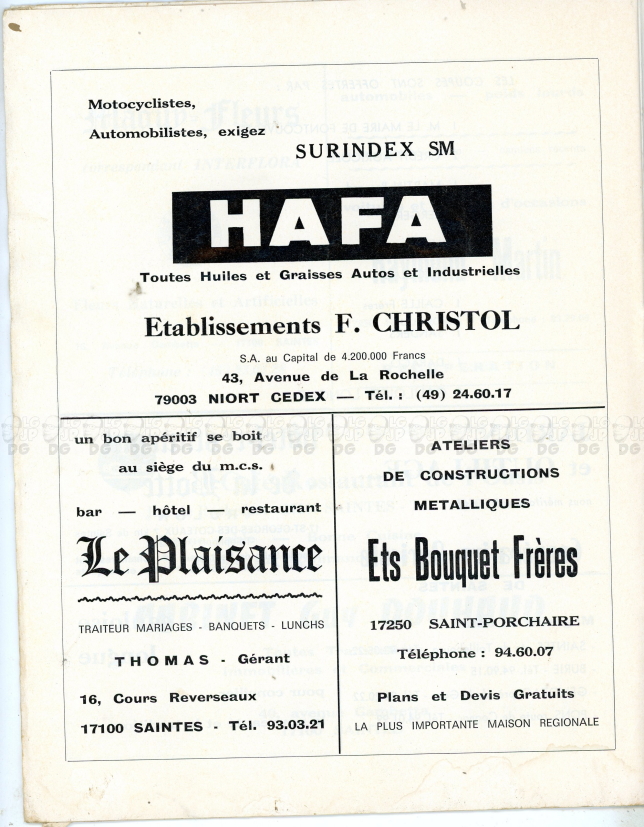 Motocyclistes,
Automobilistes, exigez
SURINDEX SM
HAFA
Toutes Huiles et Graisses Autos et Industrielles
Etablissements F. CHRISTOL
S.A. au Capital de 4.200.000 Francs
43, Avenue de La Rochelle
79003 NIORT CEDEX — Tél. : (49) 24.60.17
un bon apéritif se boit
au siège du m.c.s.
bar — hôtel — restaurant
Le Plaisance
TRAITEUR MARIAGES - BANQUETS - LUNCHS
THOMAS - Gérant
16, Cours Reverseaux
17100 SAINTES - Tél. 93.03.21
ATELIERS
DE CONSTRUCTIONS
METALLIQUES
Ets Bouquet Frères
17250 SAINT-PORCHAIRE
Téléphone : 94.60.07
Plans et Devis Gratuits
LA PLUS IMPORTANTE MAISON REGIONALE